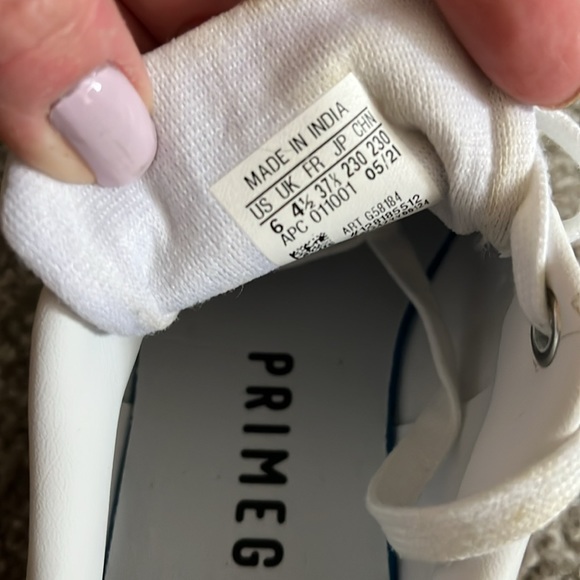 MADE IN INDIA
US UK FR JP CHN
6 4½ 37⅓ 230 230
APC 011001 05/21
ART G58184
PRIMEG